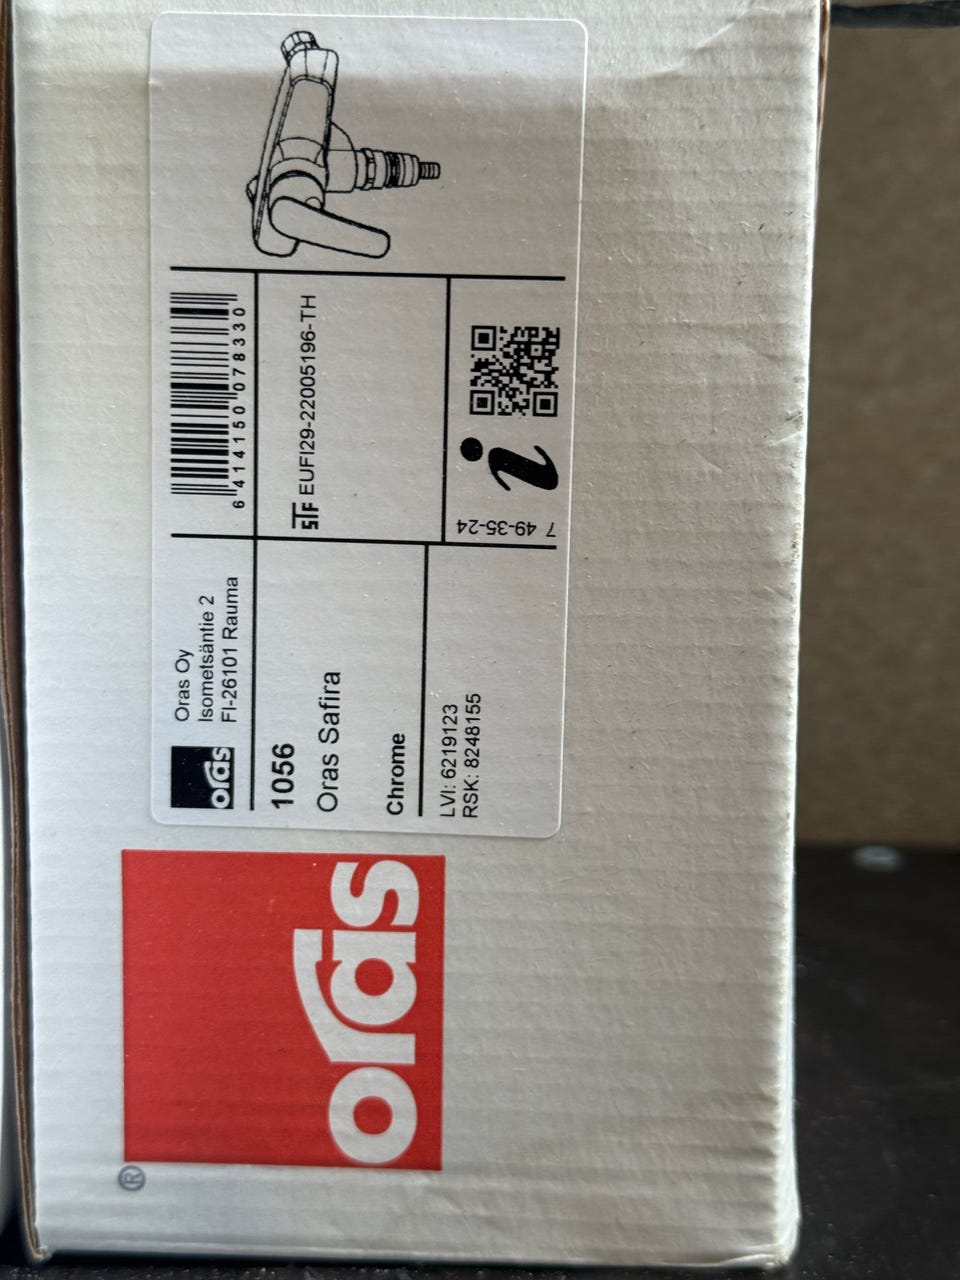 oras
®
oras
Oras Oy
Isometsäntie 2
FI-26101 Rauma
6 414150 078330
1056
Oras Safira
Chrome
STF EUFI29-22005196-TH
LVI: 6219123
RSK: 8248155
7 49-35-24
i